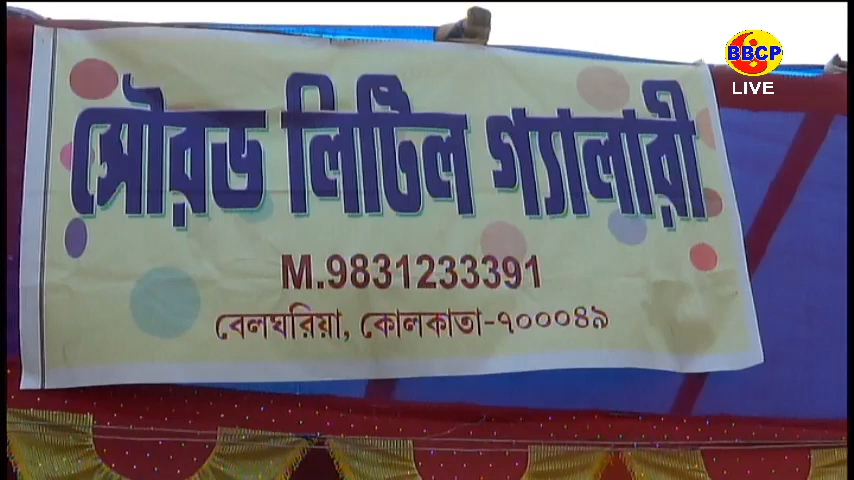 BBCP
LIVE
সৌরভ লিটিল গ্যালারী
M.9831233391
বেলঘরিয়া, কোলকাতা-৭০০০৪৯